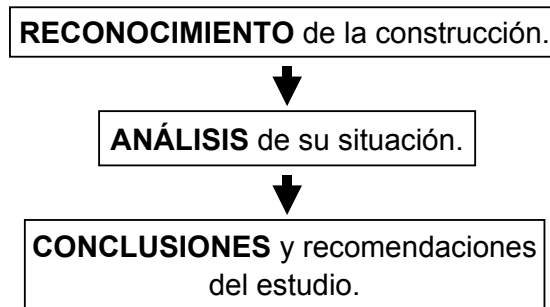 RECONOCIMIENTO de la construcción.
ANÁLISIS de su situación.
CONCLUSIONES y recomendaciones
del estudio.